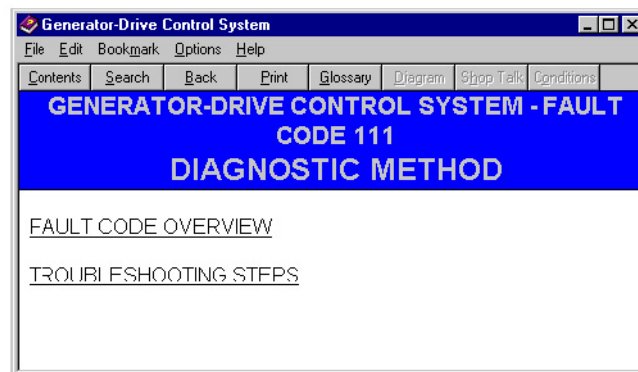 Generator-Drive Control System
File Edit Bookmark Options Help
Contents Search Back Print Glossary Diagram Shop Talk Conditions
GENERATOR-DRIVE CONTROL SYSTEM - FAULT
CODE 111
DIAGNOSTIC METHOD
FAULT CODE OVERVIEW
TROUBLESHOOTING STEPS